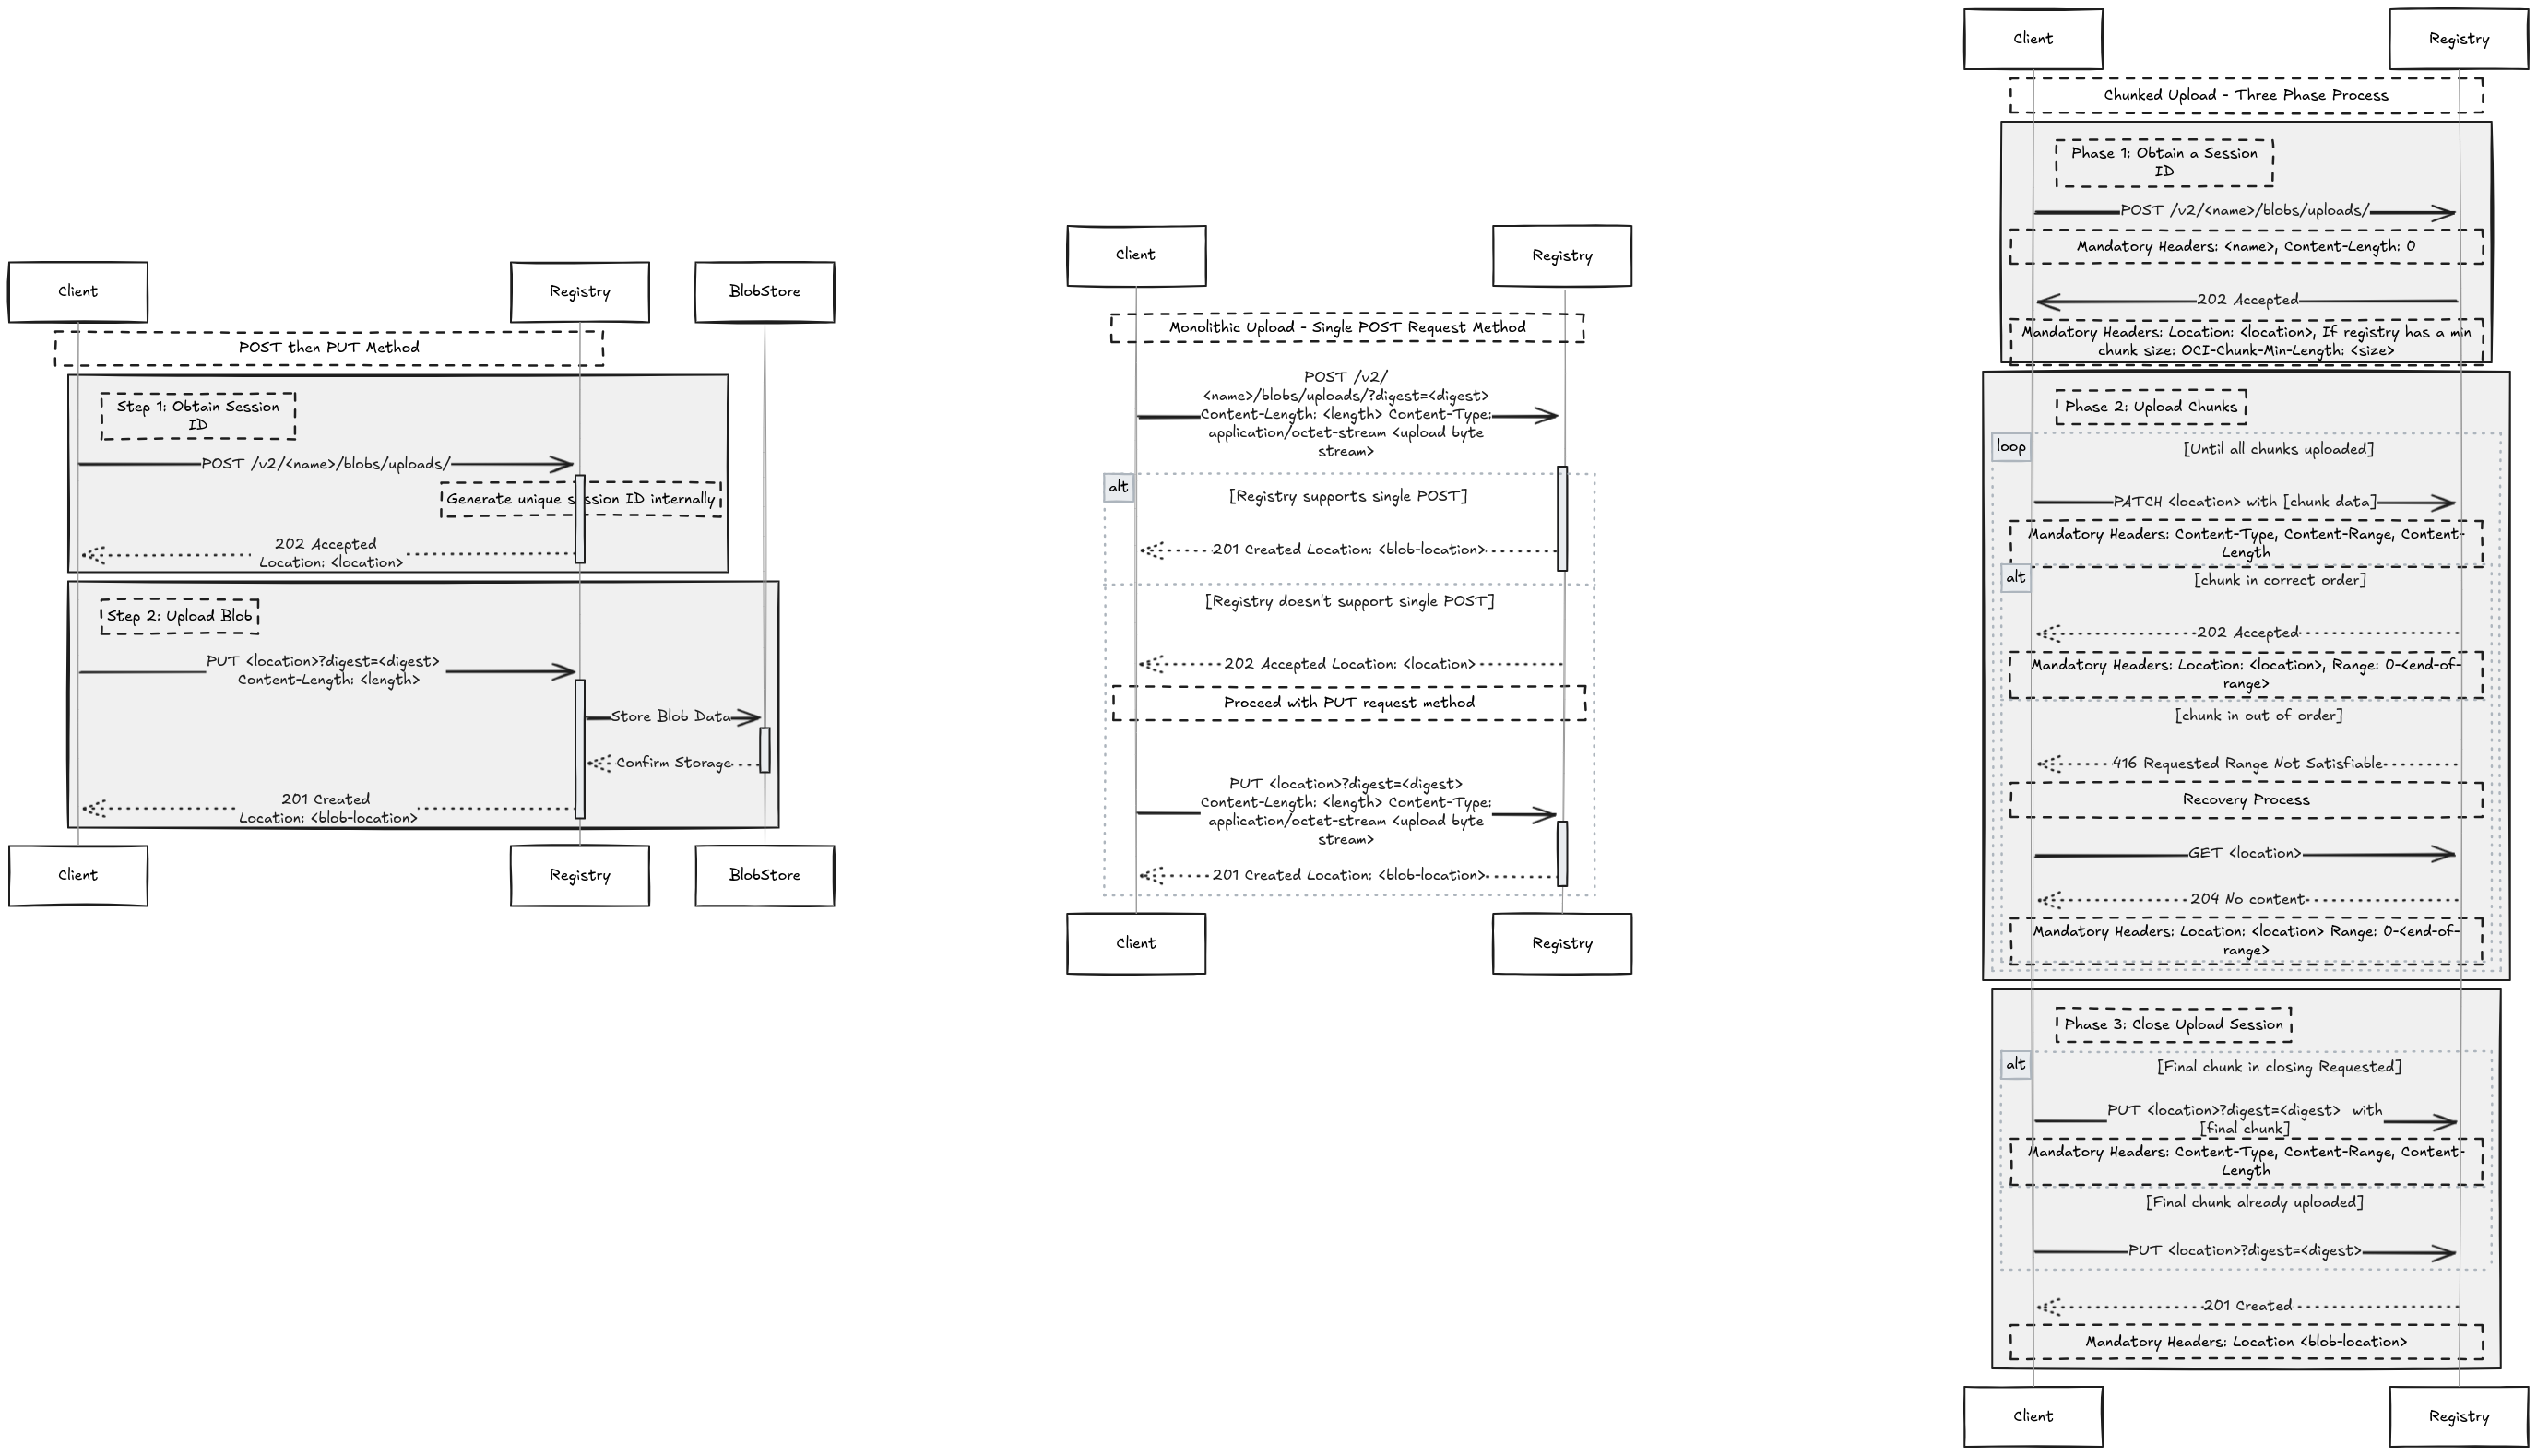 Client
Registry
BlobStore
POST then PUT Method
Step 1: Obtain Session
ID
POST /v2/<name>/blobs/uploads/
Generate unique session ID internally
202 Accepted
Location: <location>
Step 2: Upload Blob
PUT <location>?digest=<digest>
Content-Length: <length>
Store Blob Data
Confirm Storage
201 Created
Location: <blob-location>
Client
Registry
BlobStore
Client
Registry
Monolithic Upload - Single POST Request Method
POST /v2/
<name>/blobs/uploads/?digest=<digest>
Content-Length: <length> Content-Type:
application/octet-stream <upload byte
stream>
alt
[Registry supports single POST]
201 Created Location: <blob-location>
[Registry doesn't support single POST]
202 Accepted Location: <location>
Proceed with PUT request method
PUT <location>?digest=<digest>
Content-Length: <length> Content-Type:
application/octet-stream <upload byte
stream>
201 Created Location: <blob-location>
Client
Registry
Client
Registry
Chunked Upload - Three Phase Process
Phase 1: Obtain a Session
ID
POST /v2/<name>/blobs/uploads/
Mandatory Headers: <name>, Content-Length: 0
202 Accepted
Mandatory Headers: Location: <location>, If registry has a min
chunk size: OCI-Chunk-Min-Length: <size>
Phase 2: Upload Chunks
loop
[Until all chunks uploaded]
PATCH <location> with [chunk data]
Mandatory Headers: Content-Type, Content-Range, Content-
Length
alt
[chunk in correct order]
202 Accepted
Mandatory Headers: Location: <location>, Range: 0-<end-of-
range>
[chunk in out of order]
416 Requested Range Not Satisfiable
Recovery Process
GET <location>
204 No content
Mandatory Headers: Location: <location> Range: 0-<end-of-
range>
Phase 3: Close Upload Session
alt
[Final chunk in closing Requested]
PUT <location>?digest=<digest> with
[final chunk]
Mandatory Headers: Content-Type, Content-Range, Content-
Length
[Final chunk already uploaded]
PUT <location>?digest=<digest>
201 Created
Mandatory Headers: Location <blob-location>
Client
Registry